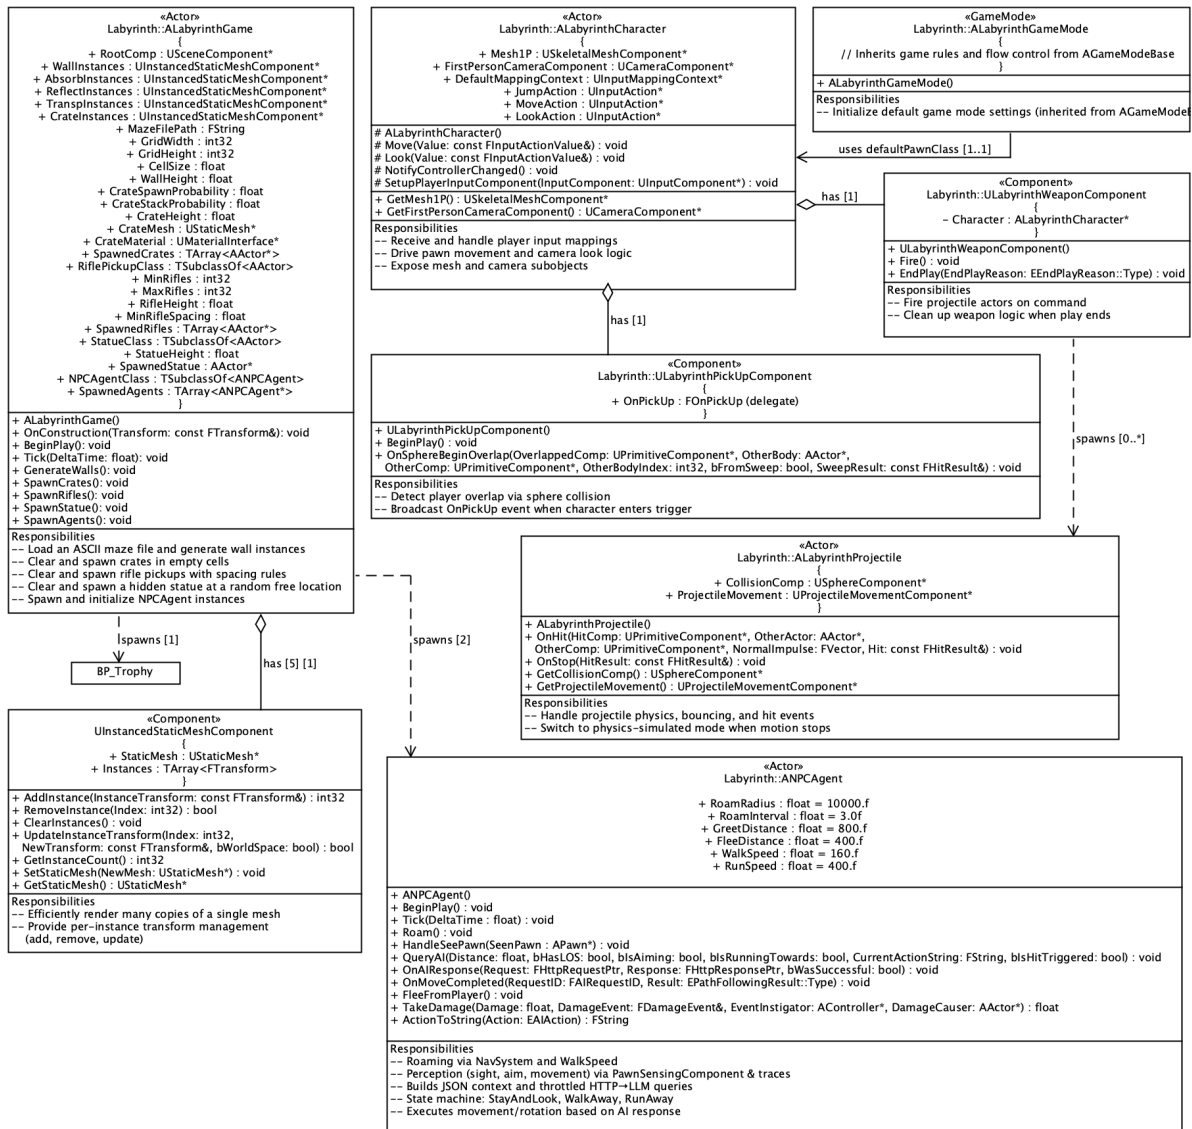 «Actor»
Labyrinth::ALabyrinthGame
{
+ RootComp : USceneComponent*
+ WallInstances : UInstancedStaticMeshComponent*
+ AbsorbInstances : UInstancedStaticMeshComponent*
+ ReflectInstances : UInstancedStaticMeshComponent*
+ TranspInstances : UInstancedStaticMeshComponent*
+ CrateInstances : UInstancedStaticMeshComponent*
+ MazeFilePath : FString
+ GridWidth : int32
+ GridHeight : int32
+ CellSize : float
+ WallHeight : float
+ CrateSpawnProbability : float
+ CrateStackProbability : float
+ CrateHeight : float
+ CrateMesh : UStaticMesh*
+ CrateMaterial : UMaterialInterface*
+ SpawnedCrates : TArray<AActor*>
+ RiflePickupClass : TSubclassOf<AActor>
+ MinRifles : int32
+ MaxRifles : int32
+ RifleHeight : float
+ MinRifleSpacing : float
+ SpawnedRifles : TArray<AActor*>
+ StatueClass : TSubclassOf<AActor>
+ StatueHeight : float
+ SpawnedStatue : AActor*
+ NPCAgentClass : TSubclassOf<ANPCAgent>
+ SpawnedAgents : TArray<ANPCAgent*>
}
+ ALabyrinthGame()
+ OnConstruction(Transform: const FTransform&): void
+ BeginPlay(): void
+ Tick(DeltaTime: float): void
+ GenerateWalls(): void
+ SpawnCrates(): void
+ SpawnRifles(): void
+ SpawnStatue(): void
+ SpawnAgents(): void
Responsibilities
-- Load an ASCII maze file and generate wall instances
-- Clear and spawn crates in empty cells
-- Clear and spawn rifle pickups with spacing rules
-- Clear and spawn a hidden statue at a random free location
-- Spawn and initialize NPCAgent instances
«Actor»
Labyrinth::ALabyrinthCharacter
{
+ Mesh1P : USkeletalMeshComponent*
+ FirstPersonCameraComponent : UCameraComponent*
+ DefaultMappingContext : UInputMappingContext*
+ JumpAction : UInputAction*
+ MoveAction : UInputAction*
+ LookAction : UInputAction*
# ALabyrinthCharacter()
# Move(Value: const FInputActionValue&) : void
# Look(Value: const FInputActionValue&) : void
# NotifyControllerChanged() : void
# SetupPlayerInputComponent(InputComponent: UInputComponent*) : void
+ GetMesh1P() : USkeletalMeshComponent*
+ GetFirstPersonCameraComponent() : UCameraComponent*
Responsibilities
-- Receive and handle player input mappings
-- Drive pawn movement and camera look logic
-- Expose mesh and camera subobjects
«GameMode»
Labyrinth::ALabyrinthGameMode
{
// Inherits game rules and flow control from AGameModeBase
}
+ ALabyrinthGameMode()
Responsibilities
-- Initialize default game mode settings (inherited from AGameModeB
uses defaultPawnClass [1..1]
has [1]
«Component»
Labyrinth::ULabyrinthWeaponComponent
{
- Character : ALabyrinthCharacter*
}
+ ULabyrinthWeaponComponent()
+ Fire() : void
+ EndPlay(EndPlayReason: EEndPlayReason::Type) : void
Responsibilities
-- Fire projectile actors on command
-- Clean up weapon logic when play ends
has [1]
«Component»
Labyrinth::ULabyrinthPickUpComponent
{
+ OnPickUp : FOnPickUp (delegate)
}
+ ULabyrinthPickUpComponent()
+ BeginPlay() : void
+ OnSphereBeginOverlap(OverlappedComp: UPrimitiveComponent*, OtherBody: AActor*,
OtherComp: UPrimitiveComponent*, OtherBodyIndex: int32, bFromSweep: bool, SweepResult: const FHitResult&) : void
Responsibilities
-- Detect player overlap via sphere collision
-- Broadcast OnPickUp event when character enters trigger
spawns [0..*]
«Actor»
Labyrinth::ALabyrinthProjectile
{
+ CollisionComp : USphereComponent*
+ ProjectileMovement : UProjectileMovementComponent*
}
+ ALabyrinthProjectile()
+ OnHit(HitComp: UPrimitiveComponent*, OtherActor: AActor*,
OtherComp: UPrimitiveComponent*, NormalImpulse: FVector, Hit: const FHitResult&) : void
+ OnStop(HitResult: const FHitResult&) : void
+ GetCollisionComp() : USphereComponent*
+ GetProjectileMovement() : UProjectileMovementComponent*
Responsibilities
-- Handle projectile physics, bouncing, and hit events
-- Switch to physics-simulated mode when motion stops
spawns [1]
BP_Trophy
has [5] [1]
spawns [2]
«Component»
UInstancedStaticMeshComponent
{
+ StaticMesh : UStaticMesh*
+ Instances : TArray<FTransform>
}
+ AddInstance(InstanceTransform: const FTransform&) : int32
+ RemoveInstance(Index: int32) : bool
+ ClearInstances() : void
+ UpdateInstanceTransform(Index: int32,
NewTransform: const FTransform&, bWorldSpace: bool) : bool
+ GetInstanceCount() : int32
+ SetStaticMesh(NewMesh: UStaticMesh*) : void
+ GetStaticMesh() : UStaticMesh*
Responsibilities
-- Efficiently render many copies of a single mesh
-- Provide per-instance transform management
(add, remove, update)
«Actor»
Labyrinth::ANPCAgent
+ RoamRadius : float = 10000.f
+ RoamInterval : float = 3.0f
+ GreetDistance : float = 800.f
+ FleeDistance : float = 400.f
+ WalkSpeed : float = 160.f
+ RunSpeed : float = 400.f
+ ANPCAgent()
+ BeginPlay() : void
+ Tick(DeltaTime : float) : void
+ Roam() : void
+ HandleSeePawn(SeenPawn : APawn*) : void
+ QueryAI(Distance: float, bHasLOS: bool, bIsAiming: bool, bIsRunningTowards: bool, CurrentActionString: FString, bIsHitTriggered: bool) : void
+ OnAIResponse(Request: FHttpRequestPtr, Response: FHttpResponsePtr, bWasSuccessful: bool) : void
+ OnMoveCompleted(RequestID: FAIRequestID, Result: EPathFollowingResult::Type) : void
+ FleeFromPlayer() : void
+ TakeDamage(Damage: float, DamageEvent: FDamageEvent&, EventInstigator: AController*, DamageCauser: AActor*) : float
+ ActionToString(Action: EAIAction) : FString
Responsibilities
-- Roaming via NavSystem and WalkSpeed
-- Perception (sight, aim, movement) via PawnSensingComponent & traces
-- Builds JSON context and throttled HTTP→LLM queries
-- State machine: StayAndLook, WalkAway, RunAway
-- Executes movement/rotation based on AI response